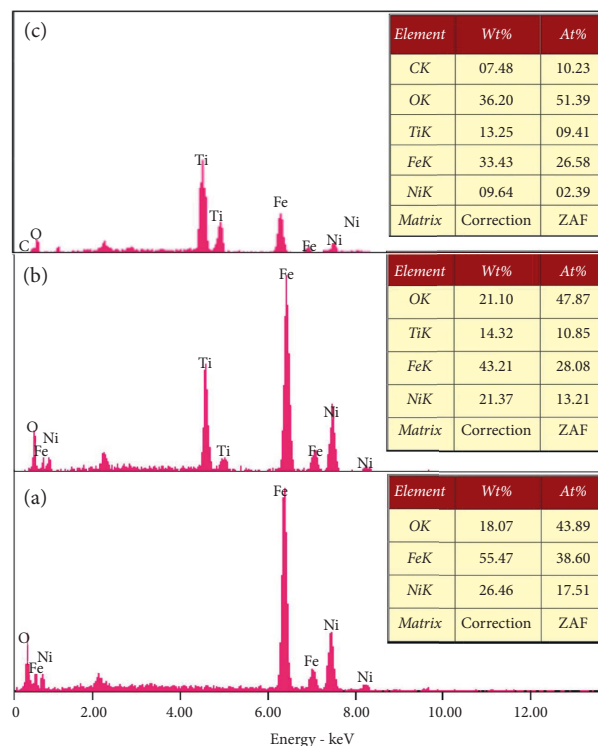 (c)
Element Wt% At%
CK 07.48 10.23
OK 36.20 51.39
TiK 13.25 09.41
FeK 33.43 26.58
NiK 09.64 02.39
Matrix Correction ZAF
Ti
Ti
Fe
Ni
O
C
Fe
Ni
(b)
Element Wt% At%
OK 21.10 47.87
TiK 14.32 10.85
FeK 43.21 28.08
NiK 21.37 13.21
Matrix Correction ZAF
Fe
Ti
Ni
O
Ni
Fe
Ti
Fe
Ni
(a)
Element Wt% At%
OK 18.07 43.89
FeK 55.47 38.60
NiK 26.46 17.51
Matrix Correction ZAF
Fe
Ni
O
Ni
Fe
Fe
Ni
0 2.00 4.00 6.00 8.00 10.00 12.00
Energy - keV